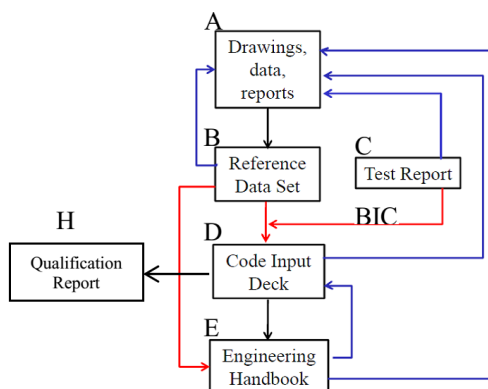 A
Drawings,
data,
reports
B
Reference
Data Set
C
Test Report
BIC
H
Qualification
Report
D
Code Input
Deck
E
Engineering
Handbook